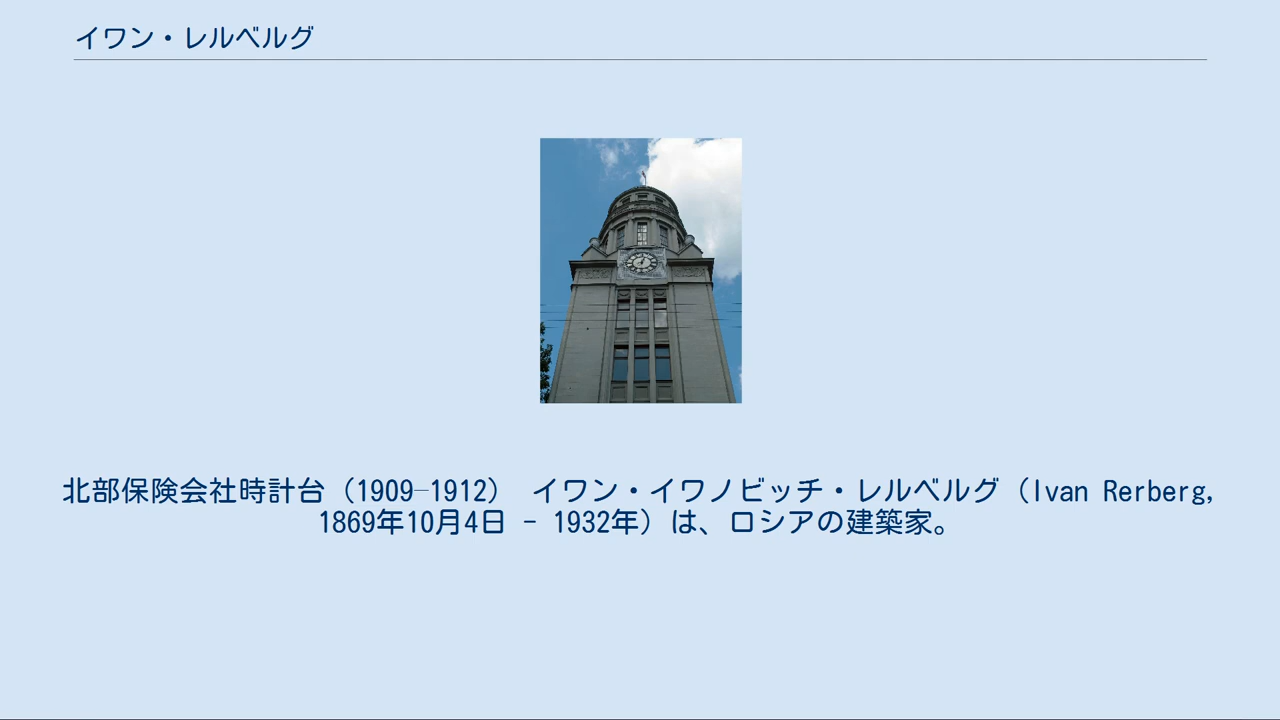 イワン・レルベルグ
北部保険会社時計台（1909–1912）　イワン・イワノビッチ・レルベルグ（Ivan Rerberg,
1869年10月4日 - 1932年）は、ロシアの建築家。